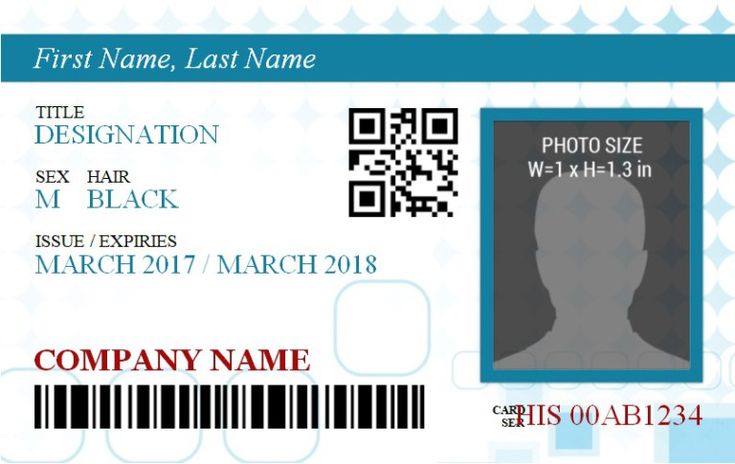 First Name, Last Name
TITLE
DESIGNATION
SEX HAIR
M BLACK
ISSUE / EXPIRIES
MARCH 2017 / MARCH 2018
PHOTO SIZE
W=1 x H=1.3 in
COMPANY NAME
CARD
SER
HIS 00AB1234